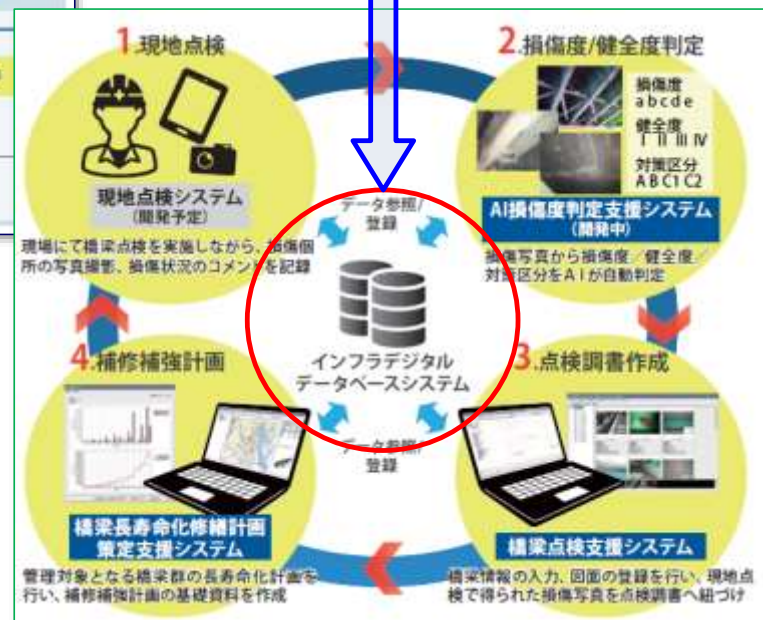 1.現地点検
現地点検システム
(開発予定)
現場にて橋梁点検を実施しながら、損傷個
所の写真撮影、損傷状況のコメントを記録
2.損傷度/健全度判定
損傷度
a b c d e
健全度
I II III IV
対策区分
A B C1 C2
AI損傷度判定支援システム
(開発中)
損傷写真から損傷度/健全度/
対策区分をAIが自動判定
データ参照/
登録
インフラデジタル
データベースシステム
データ参照/
登録
3.点検調書作成
橋梁点検支援システム
橋梁情報の入力、図面の登録を行い、現地点
検で得られた損傷写真を点検調書へ紐づけ
4.補修補強計画
橋梁長寿命化修繕計画
策定支援システム
管理対象となる橋梁群の長寿命化計画を
行い、補修補強計画の基礎資料を作成